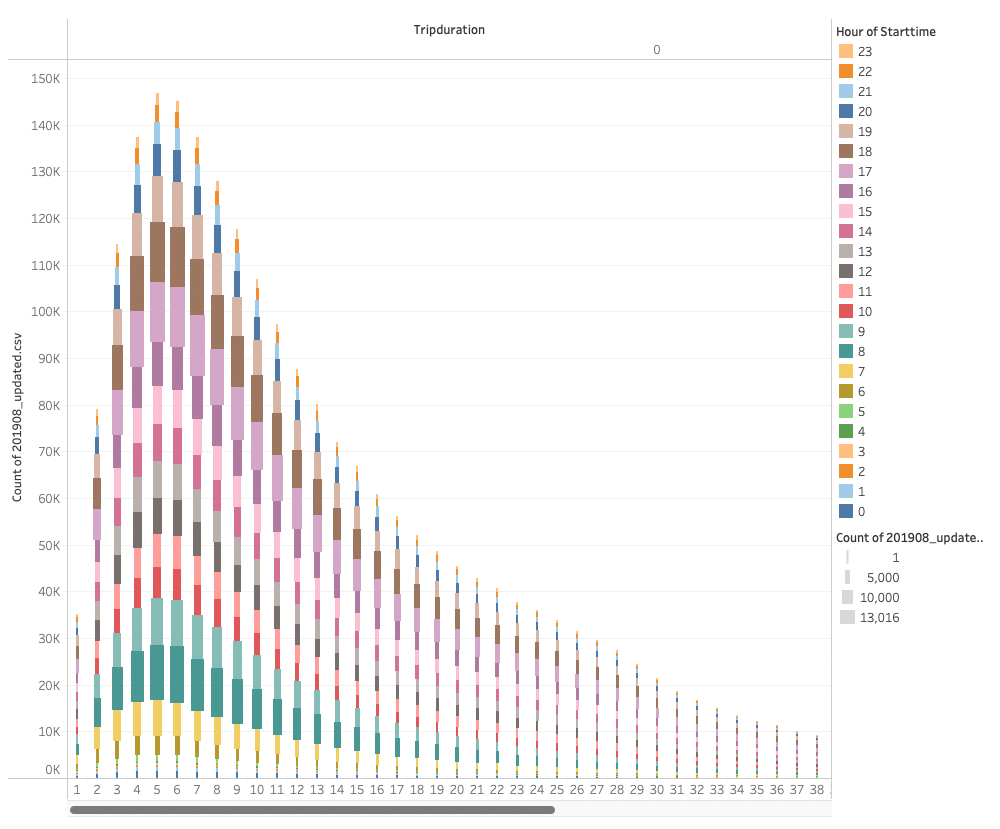 Tripduration
0
Hour of Starttime
23
22
21
20
19
18
17
16
15
14
13
12
11
10
9
8
7
6
5
4
3
2
1
0
Count of 201908_update..
1
5,000
10,000
13,016
Count of 201908_updated.csv
150K
140K
130K
120K
110K
100K
90K
80K
70K
60K
50K
40K
30K
20K
10K
0K
1 2 3 4 5 6 7 8 9 10 11 12 13 14 15 16 17 18 19 20 21 22 23 24 25 26 27 28 29 30 31 32 33 34 35 36 37 38